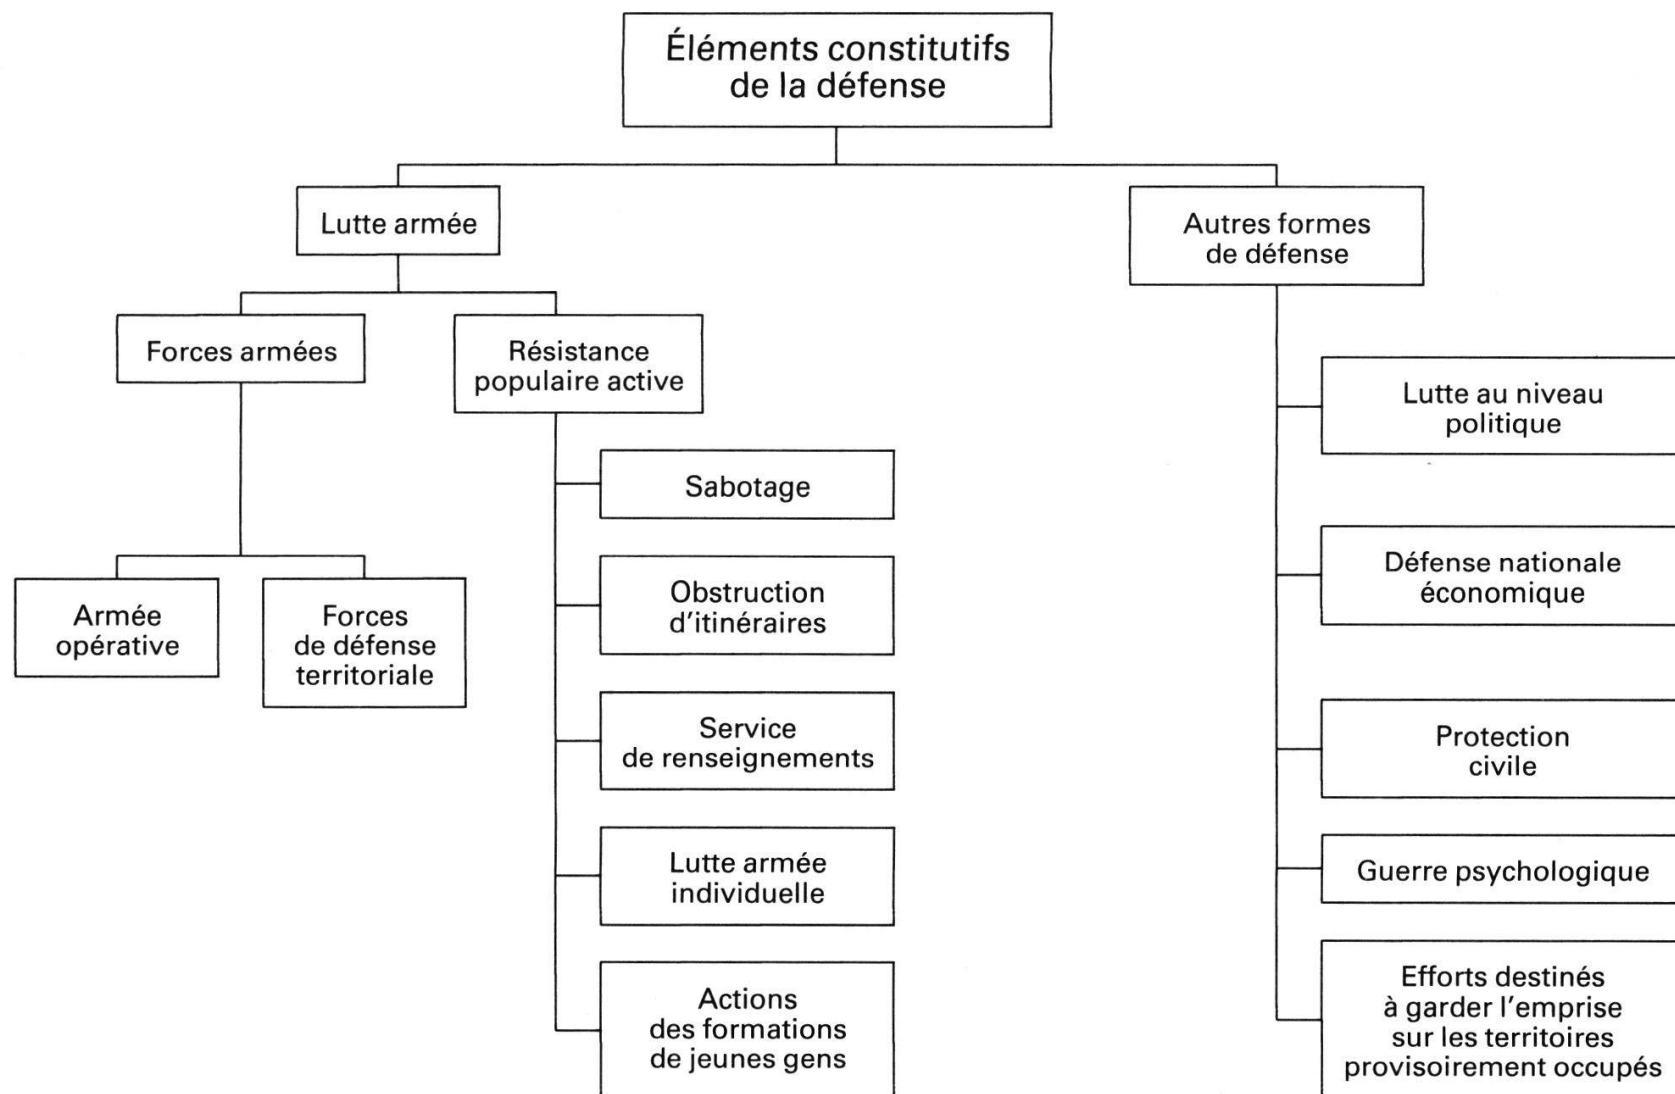 Éléments constitutifs
de la défense
Lutte armée
Autres formes
de défense
Forces armées
Résistance
populaire active
Armée
opérative
Forces
de défense
territoriale
Sabotage
Obstruction
d'itinéraires
Service
de renseignements
Lutte armée
individuelle
Actions
des formations
de jeunes gens
Lutte au niveau
politique
Défense nationale
économique
Protection
civile
Guerre psychologique
Efforts destinés
à garder l'emprise
sur les territoires
provisoirement occupés